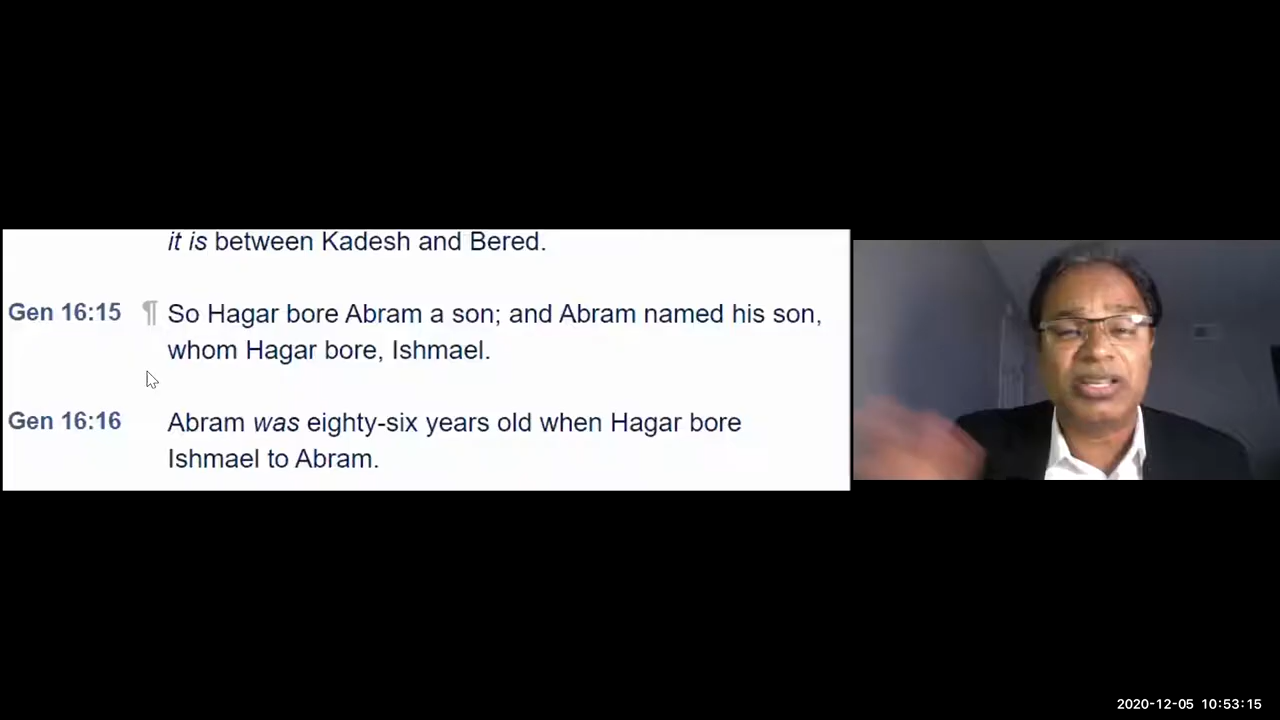 it is between Kadesh and Bered.
Gen 16:15 ¶ So Hagar bore Abram a son; and Abram named his son,
whom Hagar bore, Ishmael.
Gen 16:16 Abram was eighty-six years old when Hagar bore
Ishmael to Abram.
2020-12-05 10:53:15